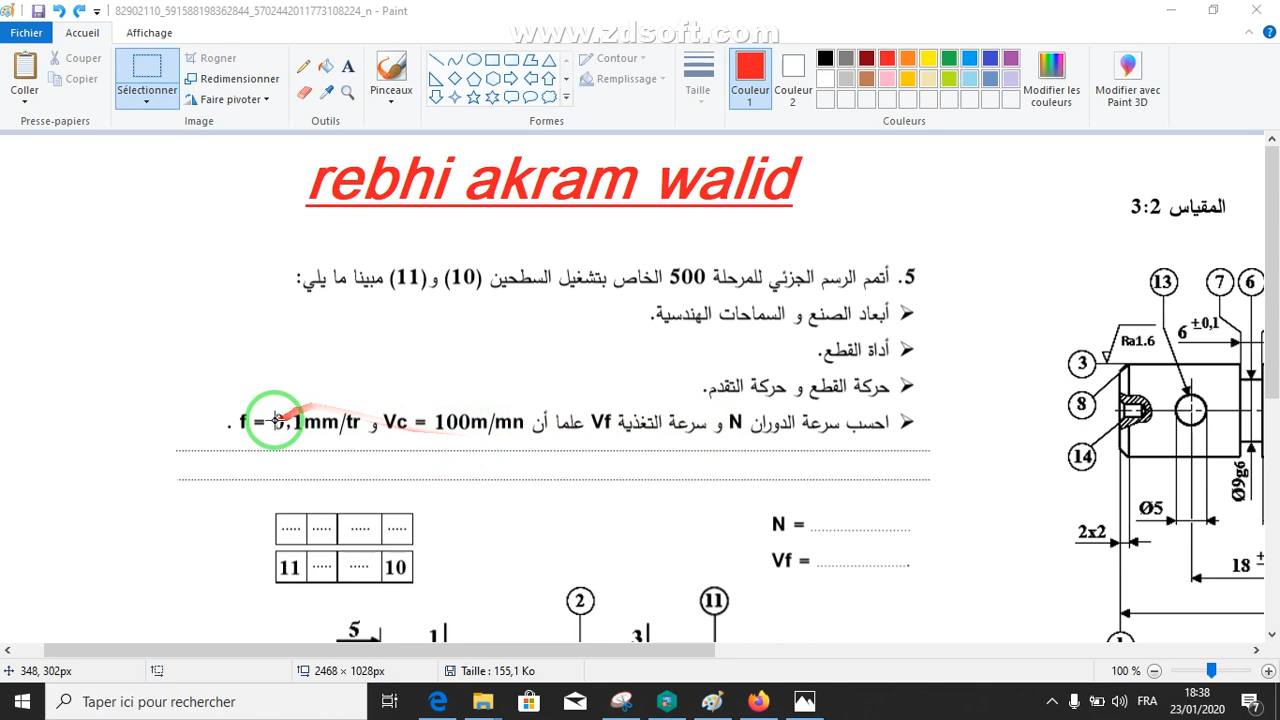 82902110_591588198362844_5702442011773108224_n - Paint
www.zdsoft.com
Fichier Accueil Affichage
Coller
Couper
Copier
Presse-papiers
Sélectionner
Rogner
Redimensionner
Faire pivoter
Image
Outils
Pinceaux
Contour
Remplissage
Formes
Taille
Couleur 1
Couleur 2
Modifier les couleurs
Modifier avec Paint 3D
Couleurs
rebhi akram walid
المقياس 3:2
5. أتمم الرسم الجزئي للمرحلة 500 الخاص بتشغيل السطحين (10) و(11) مبينا ما يلي:
➢ أبعاد الصنع و السماحات الهندسية.
➢ أداة القطع.
➢ حركة القطع و حركة التقدم.
➢ احسب سرعة الدوران N و سرعة التغذية Vf علما أن Vc = 100m/mn و f = 0,1mm/tr .
..... ..... ..... .....
11 ..... ..... 10
N = .....................
Vf = ....................
2 11
5 1 3
13 7 6
6 ±0,1
Ra1.6
3
8
14
Ø5
Ø9g6
2x2
18 ±
1
348, 302px
2468 × 1028px
Taille : 155,1 Ko
100 %
Taper ici pour rechercher
FRA
18:38
23/01/2020
7